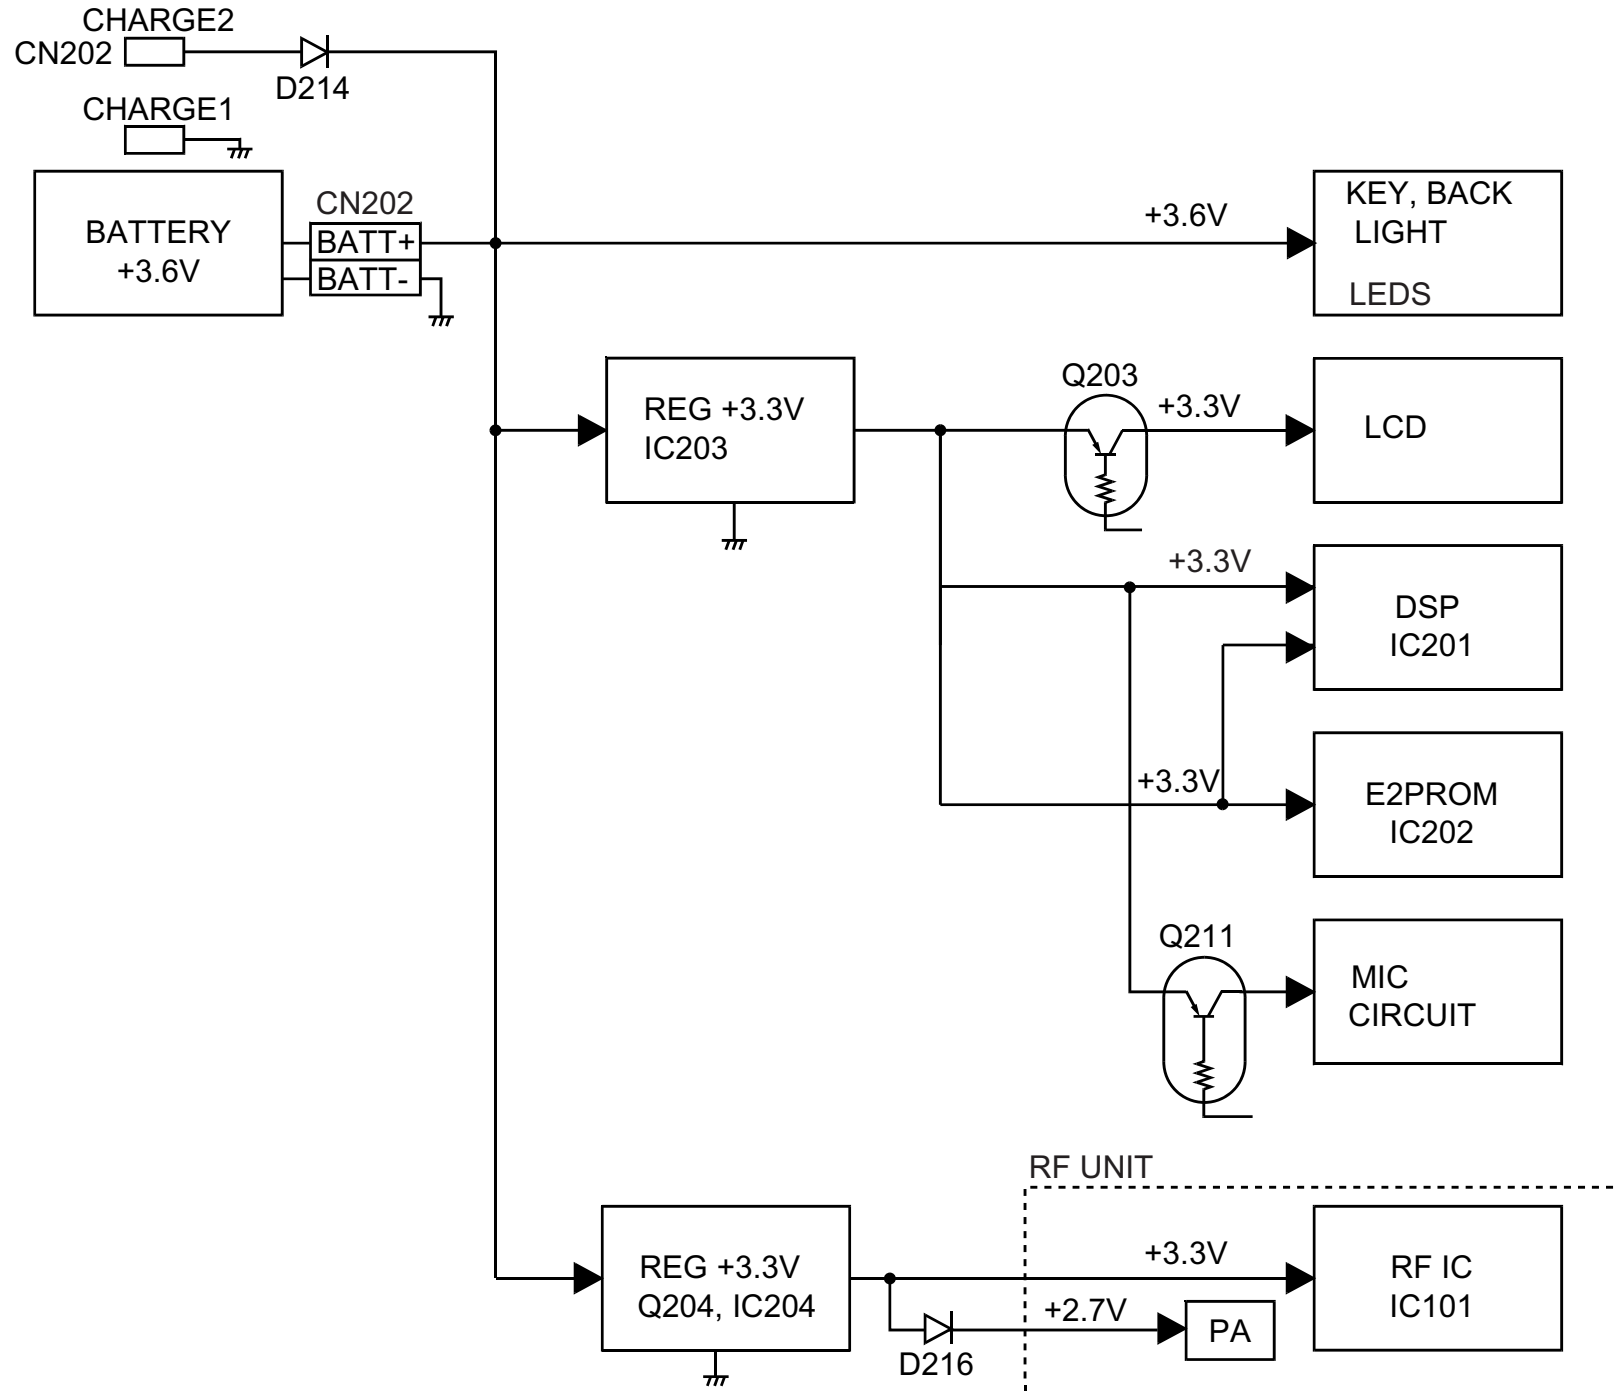 CHARGE2
CN202
D214
CHARGE1
BATTERY
+3.6V
CN202
BATT+
BATT-
+3.6V
KEY, BACK
LIGHT
LEDS
REG +3.3V
IC203
Q203
+3.3V
LCD
+3.3V
DSP
IC201
+3.3V
E2PROM
IC202
Q211
MIC
CIRCUIT
RF UNIT
REG +3.3V
Q204, IC204
+3.3V
RF IC
IC101
D216
+2.7V
PA